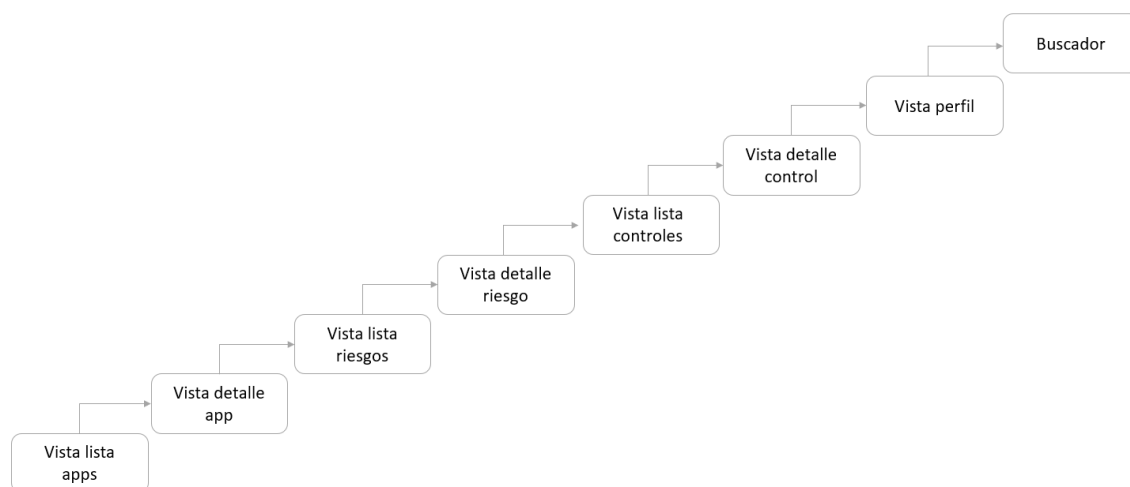 Buscador
Vista perfil
Vista detalle
control
Vista lista
controles
Vista detalle
riesgo
Vista lista
riesgos
Vista detalle
app
Vista lista
apps